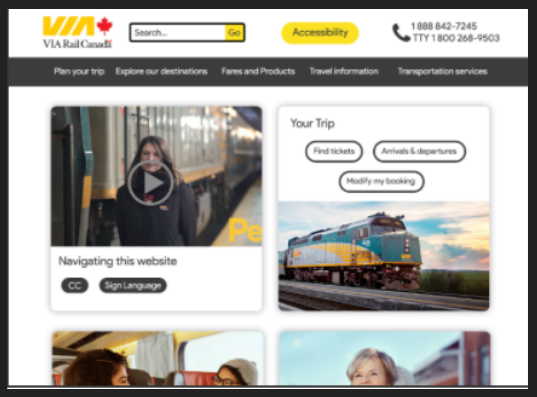 VIA
VIA Rail Canada
Search...
Go
Accessibility
1 888 842-7245
TTY 1 800 268-9503
Plan your trip
Explore our destinations
Fares and Products
Travel information
Transportation services
Pe
Navigating this website
CC
Sign Language
Your Trip
Find tickets
Arrivals & departures
Modify my booking